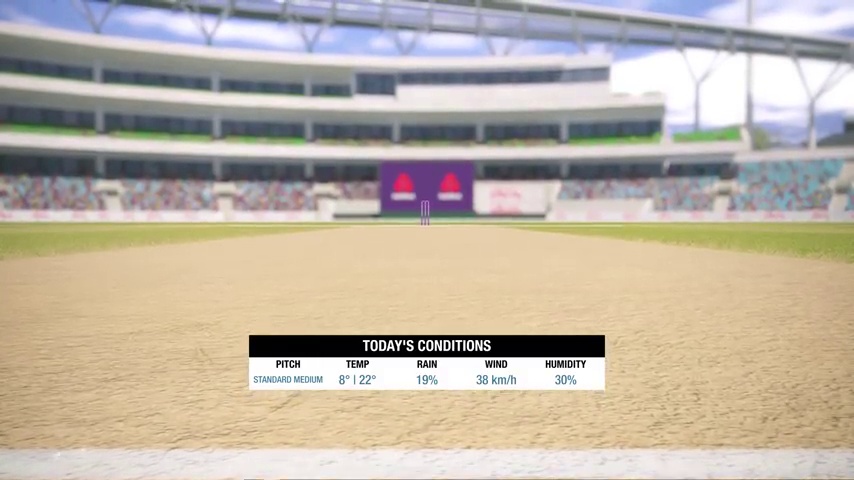 TODAY'S CONDITIONS
PITCH TEMP RAIN WIND HUMIDITY
STANDARD MEDIUM 8° | 22° 19% 38 km/h 30%